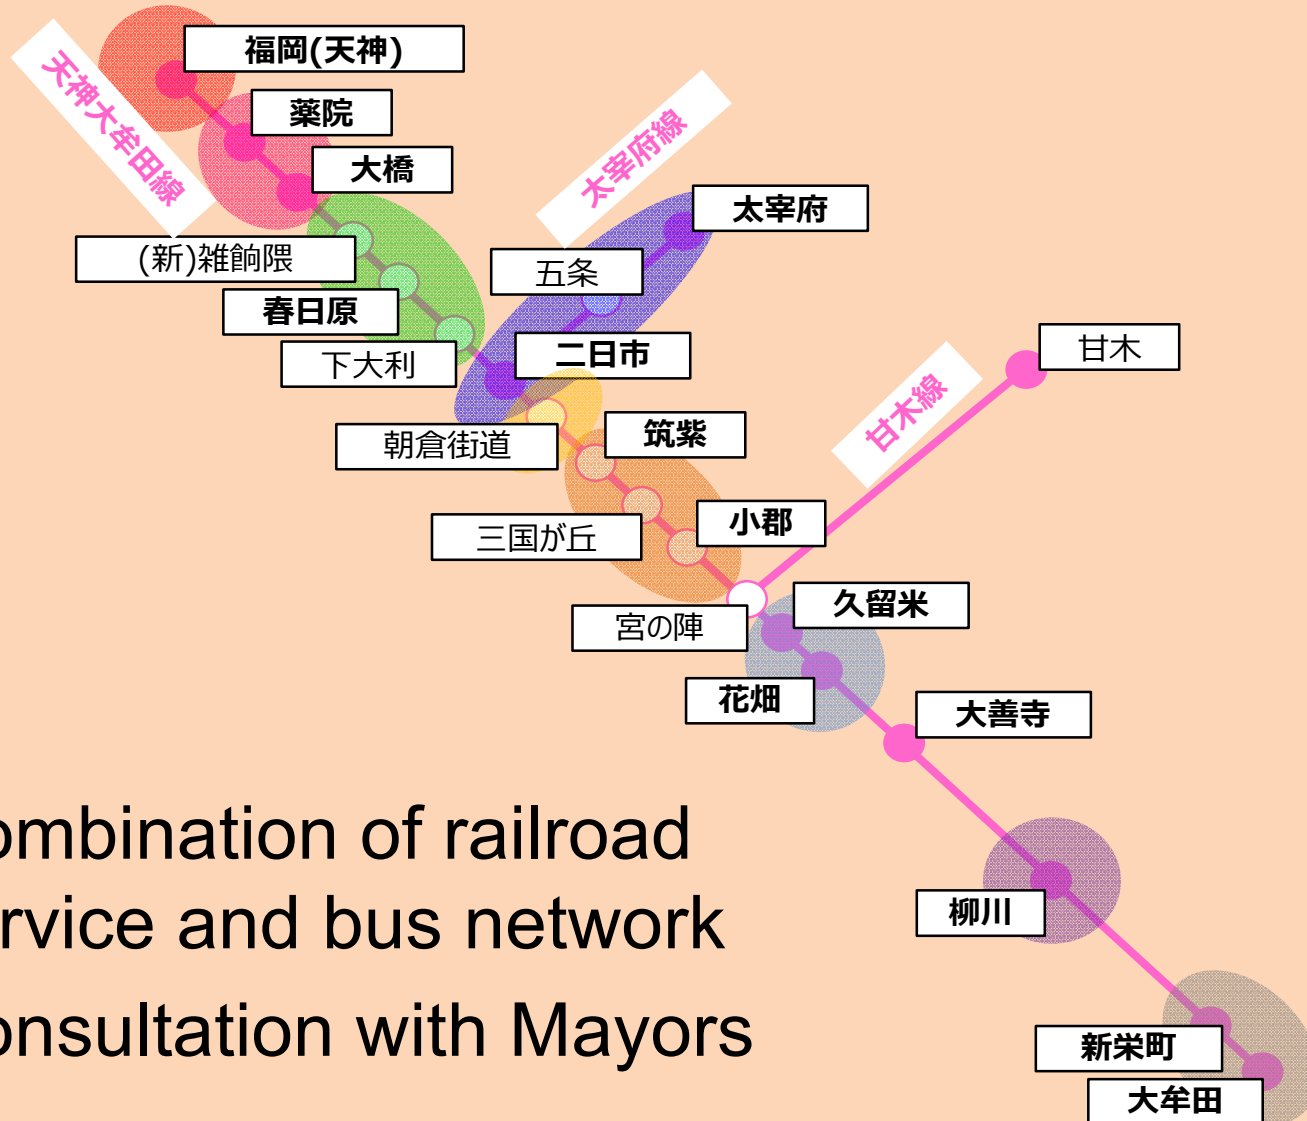 福岡(天神)
天神大牟田線
薬院
大橋
太宰府線
太宰府
(新)雑餉隈
五条
春日原
二日市
下大利
甘木
甘木線
朝倉街道
筑紫
三国が丘
小郡
宮の陣
久留米
花畑
大善寺
ombination of railroad
rvice and bus network
柳川
onsultation with Mayors
新栄町
大牟田